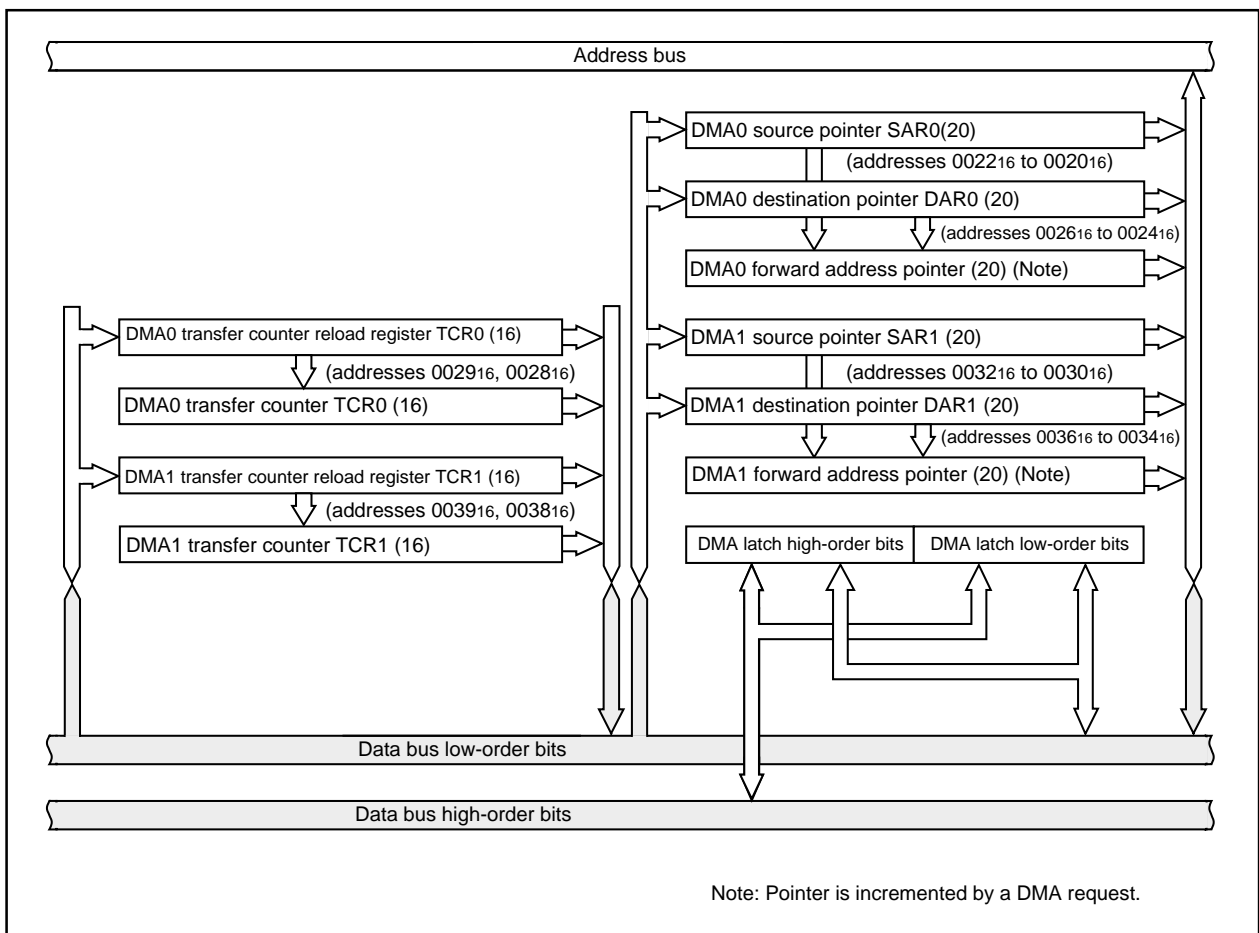 Address bus
DMA0 source pointer SAR0(20)
(addresses 002216 to 002016)
DMA0 destination pointer DAR0 (20)
(addresses 002616 to 002416)
DMA0 forward address pointer (20) (Note)
DMA0 transfer counter reload register TCR0 (16)
(addresses 002916, 002816)
DMA0 transfer counter TCR0 (16)
DMA1 transfer counter reload register TCR1 (16)
(addresses 003916, 003816)
DMA1 transfer counter TCR1 (16)
DMA1 source pointer SAR1 (20)
(addresses 003216 to 003016)
DMA1 destination pointer DAR1 (20)
(addresses 003616 to 003416)
DMA1 forward address pointer (20) (Note)
DMA latch high-order bits
DMA latch low-order bits
Data bus low-order bits
Data bus high-order bits
Note: Pointer is incremented by a DMA request.